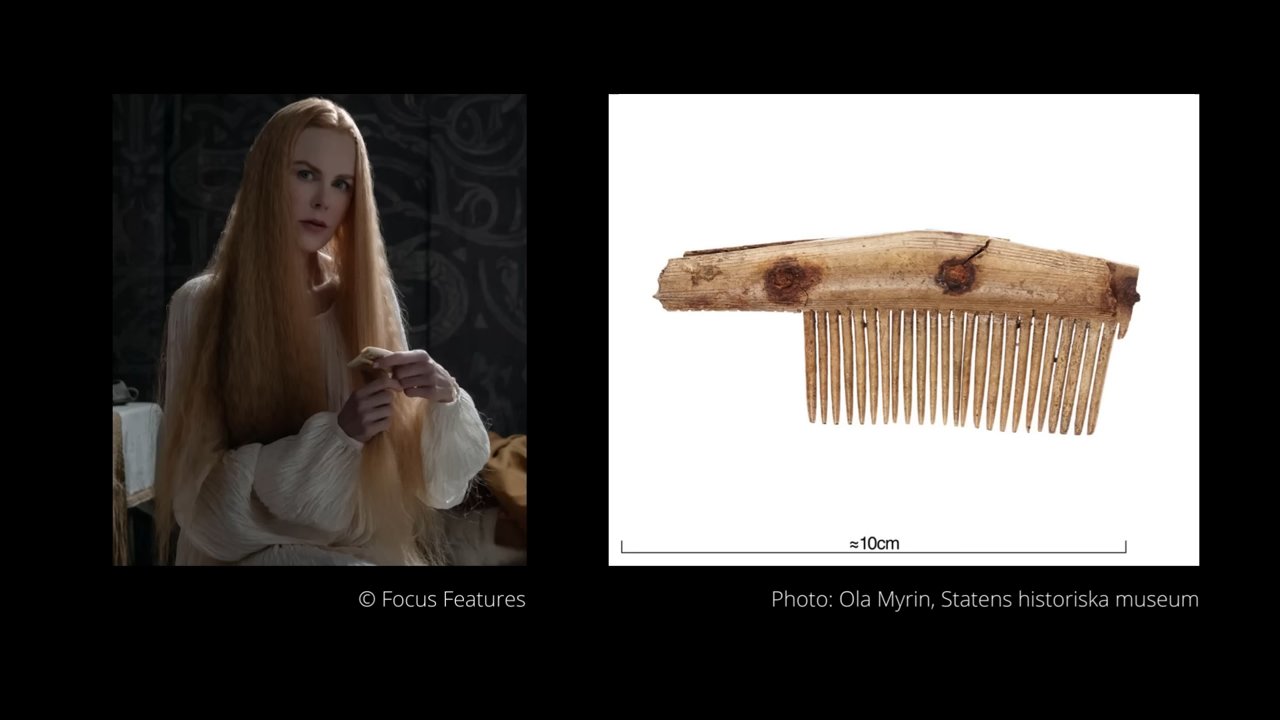 ≈10cm
© Focus Features
Photo: Ola Myrin, Statens historiska museum